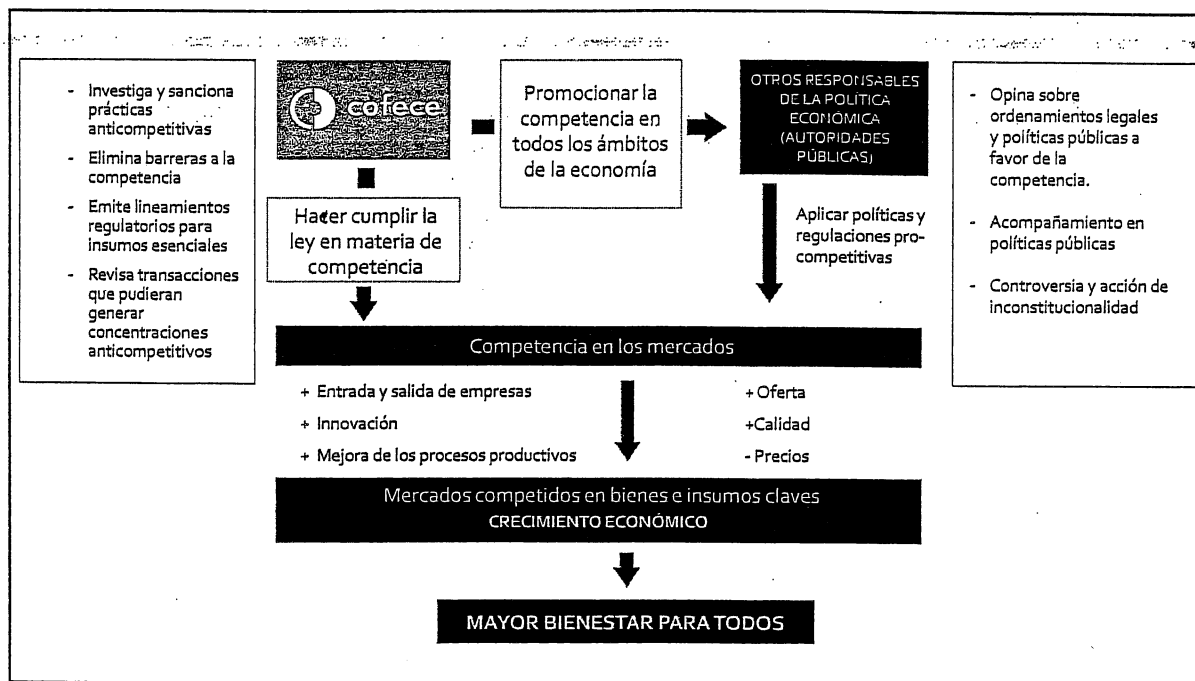 - Investiga y sanciona
prácticas
anticompetitivas
- Elimina barreras a la
competencia
- Emite lineamientos
regulatorios para
insumos esenciales
- Revisa transacciones
que pudieran
generar
concentraciones
anticompetitivos
cofece
Hacer cumplir la
ley en materia de
competencia
Promocionar la
competencia en
todos los ámbitos
de la economía
OTROS RESPONSABLES
DE LA POLÍTICA
ECONÓMICA
(AUTORIDADES
PÚBLICAS)
Aplicar políticas y
regulaciones pro-
competitivas
- Opina sobre
ordenamientos legales
y políticas públicas a
favor de la
competencia.
- Acompañamiento en
políticas públicas
- Controversia y acción de
inconstitucionalidad
Competencia en los mercados
+ Entrada y salida de empresas
+ Innovación
+ Mejora de los procesos productivos
+ Oferta
+Calidad
- Precios
Mercados competidos en bienes e insumos claves
CRECIMIENTO ECONÓMICO
MAYOR BIENESTAR PARA TODOS